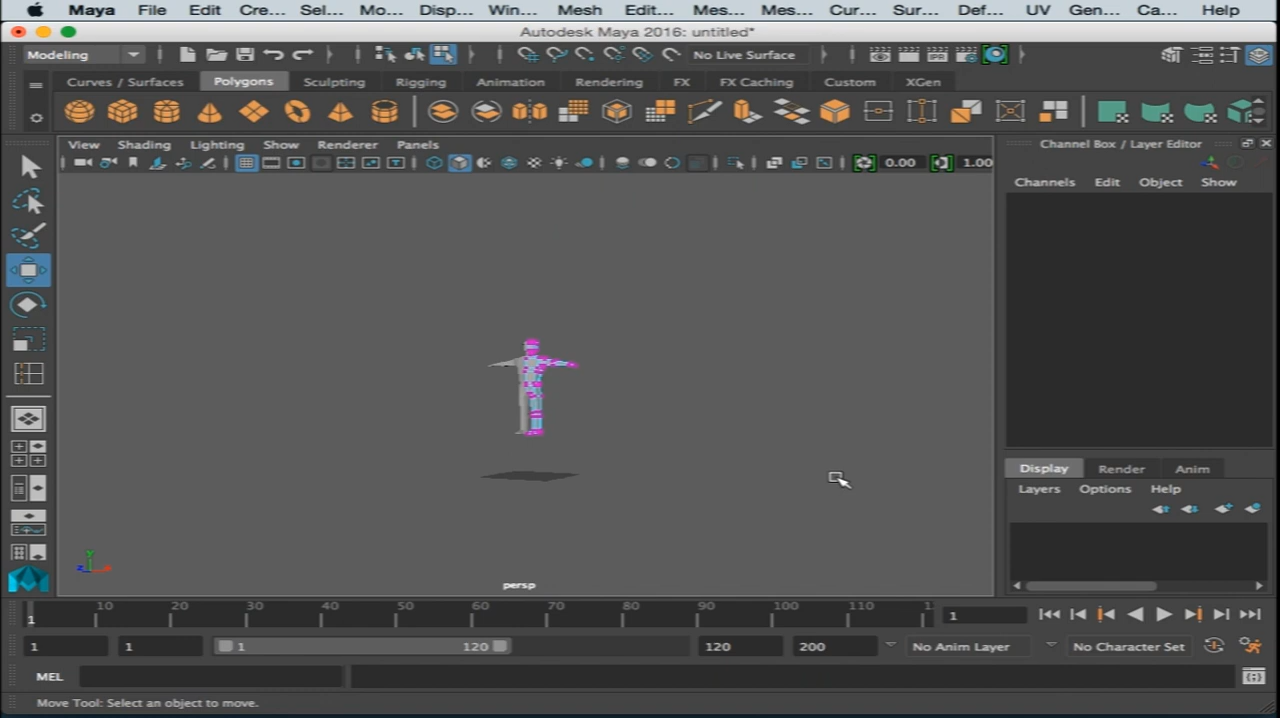 Maya File Edit Cre... Sel... Mo... Disp... Win... Mesh Edit... Mes... Mes... Cur... Sur... Def... UV Gen... Ca... Help
Autodesk Maya 2016: untitled*
Modeling No Live Surface
Curves / Surfaces Polygons Sculpting Rigging Animation Rendering FX FX Caching Custom XGen
View Shading Lighting Show Renderer Panels
0.00 1.00
Channel Box / Layer Editor
Channels Edit Object Show
Display Render Anim
Layers Options Help
y
z x
persp
10 20 30 40 50 60 70 80 90 100 110 1
1 1
1 1 1 120 120 200 No Anim Layer No Character Set
MEL
Move Tool: Select an object to move.